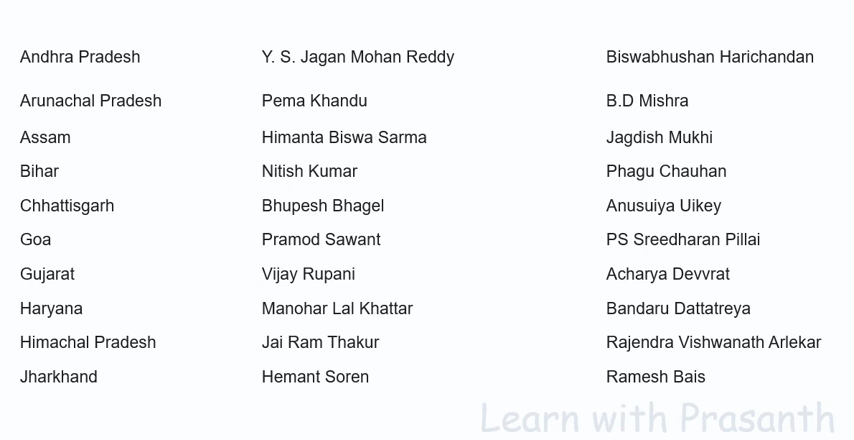 Andhra Pradesh Y. S. Jagan Mohan Reddy Biswabhushan Harichandan
Arunachal Pradesh Pema Khandu B.D Mishra
Assam Himanta Biswa Sarma Jagdish Mukhi
Bihar Nitish Kumar Phagu Chauhan
Chhattisgarh Bhupesh Bhagel Anusuiya Uikey
Goa Pramod Sawant PS Sreedharan Pillai
Gujarat Vijay Rupani Acharya Devvrat
Haryana Manohar Lal Khattar Bandaru Dattatreya
Himachal Pradesh Jai Ram Thakur Rajendra Vishwanath Arlekar
Jharkhand Hemant Soren Ramesh Bais
Learn with Prasanth